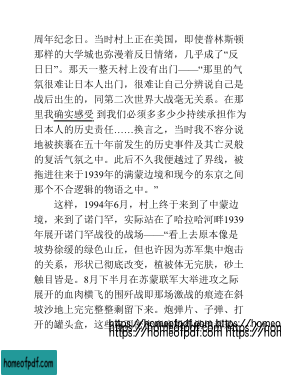 周年纪念日。当时村上正在美国，即使普林斯顿
那样的大学城也弥漫着反日情绪，几乎成了“反
日日”。那天一整天村上没有出门——“那里的气
氛很难让日本人出门，很难让自己分辨说自己是
战后出生的，同第二次世界大战毫无关系。在那
里我确实感受 到我们必须多多少少持续承担作为
日本人的历史责任……换言之，当时我不容分说
地被挟裹在五十年前发生的历史事件及其亡灵般
的复活气氛之中。此后不久我便越过了界线，被
拖进往来于1939年的满蒙边境和现今的东京之间
那个不合逻辑的物语之中。”
这样，1994年6月，村上终于来到了中蒙边
境，来到了诺门罕，实际站在了哈拉哈河畔1939
年展开诺门罕战役的战场——“看上去原本像是
坡势徐缓的绿色山丘，但也许因为苏军集中炮击
的关系，形状已彻底改变，植被体无完肤，砂土
触目皆是。8月下半月在苏蒙联军大举进攻之际
展开的血肉横飞的围歼战即那场激战的痕迹在斜
坡沙地上完完整整剩留下来。炮弹片、子弹、打
开的罐头盒，这些
https://homeofpdf.com https://homeo
https://homeofpdf.com https://homeo
homeofpdf.com